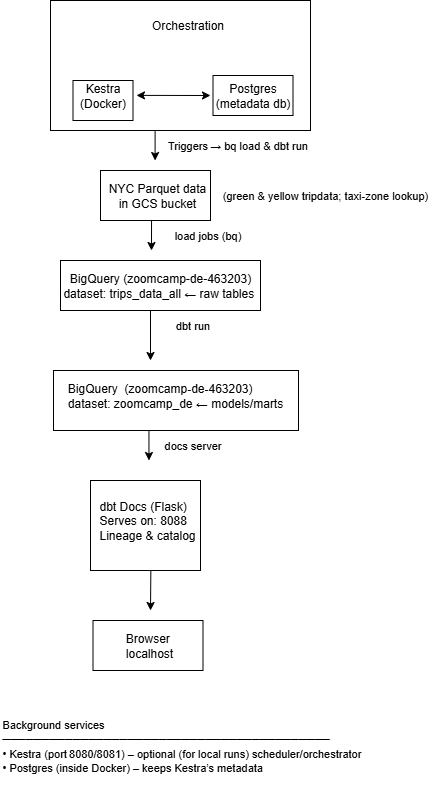 Orchestration
Kestra
(Docker)
Postgres
(metadata db)
Triggers → bq load & dbt run
NYC Parquet data
in GCS bucket
(green & yellow tripdata; taxi-zone lookup)
load jobs (bq)
BigQuery (zoomcamp-de-463203)
dataset: trips_data_all ← raw tables
dbt run
BigQuery (zoomcamp-de-463203)
dataset: zoomcamp_de ← models/marts
docs server
dbt Docs (Flask)
Serves on: 8088
Lineage & catalog
Browser
localhost
Background services
• Kestra (port 8080/8081) – optional (for local runs) scheduler/orchestrator
• Postgres (inside Docker) – keeps Kestra’s metadata